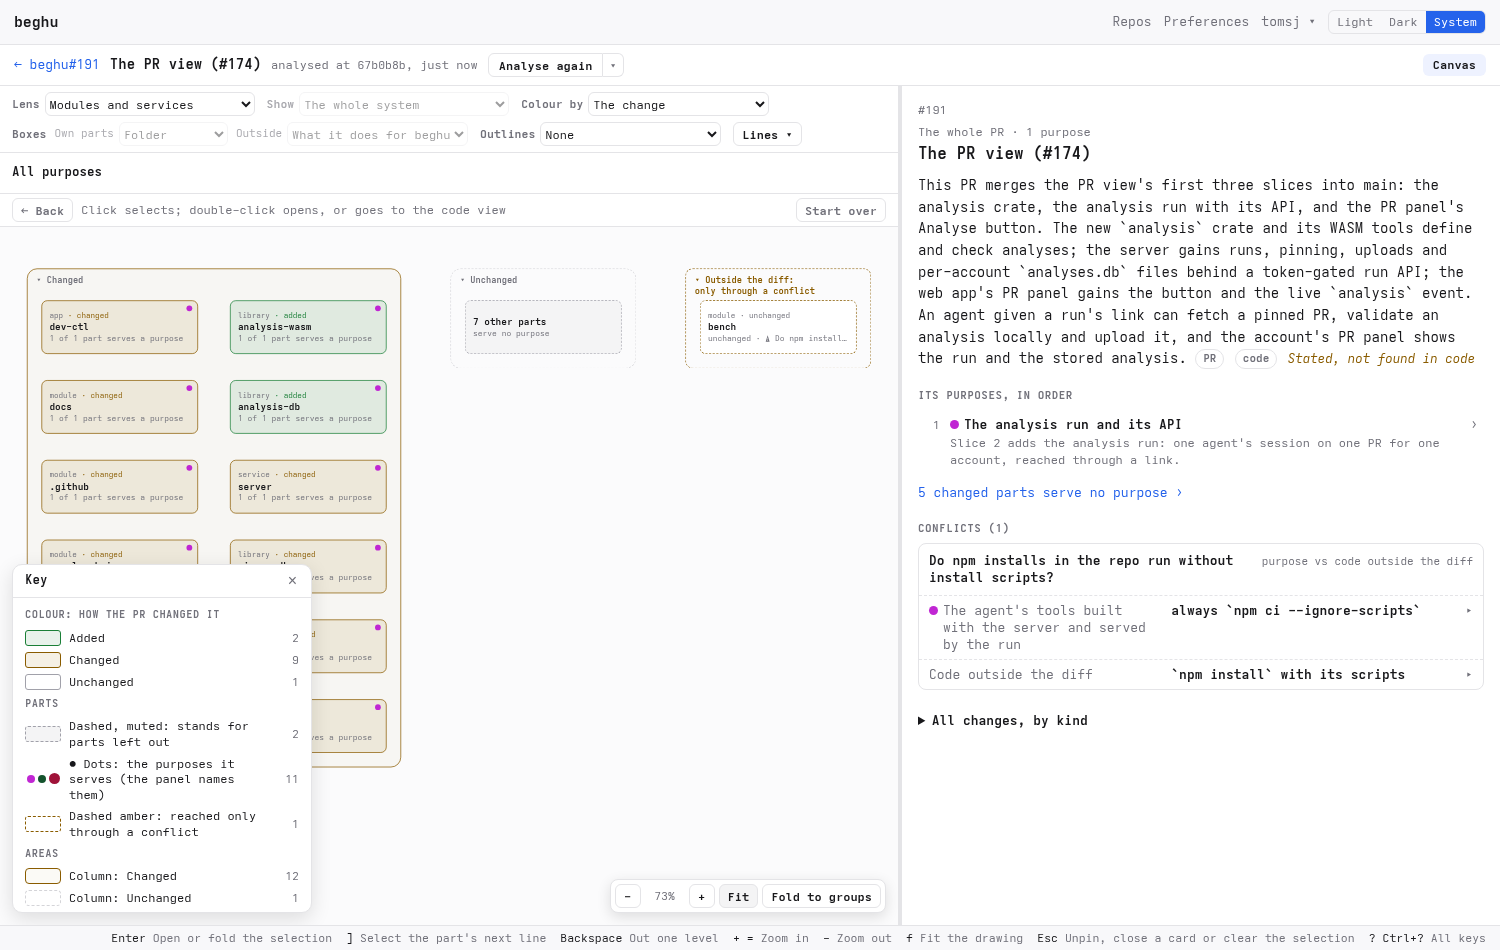 beghu
Repos Preferences tomsj ▾ Light Dark System
← beghu#191 The PR view (#174) analysed at 67b0b8b, just now Analyse again ▾ Canvas
Lens Modules and services Show The whole system Colour by The change
Boxes Own parts Folder Outside What it does for beghu Outlines None Lines ▾
All purposes
← Back Click selects; double-click opens, or goes to the code view Start over
▾ Changed
app · changed
dev-ctl
1 of 1 part serves a purpose
library · added
analysis-wasm
1 of 1 part serves a purpose
module · changed
docs
1 of 1 part serves a purpose
library · added
analysis-db
1 of 1 part serves a purpose
module · changed
.github
1 of 1 part serves a purpose
service · changed
server
1 of 1 part serves a purpose
module · changed
library · changed
▾ Unchanged
7 other parts
serve no purpose
▾ Outside the diff:
only through a conflict
module · unchanged
bench
unchanged · Do npm install…
Key ×
COLOUR: HOW THE PR CHANGED IT
Added 2
Changed 9
Unchanged 1
PARTS
Dashed, muted: stands for
parts left out 2
● Dots: the purposes it
serves (the panel names
them) 11
Dashed amber: reached only
through a conflict 1
AREAS
Column: Changed 12
Column: Unchanged 1
− 73% + Fit Fold to groups
#191
The whole PR · 1 purpose
The PR view (#174)
This PR merges the PR view's first three slices into main: the
analysis crate, the analysis run with its API, and the PR panel's
Analyse button. The new `analysis` crate and its WASM tools define
and check analyses; the server gains runs, pinning, uploads and
per-account `analyses.db` files behind a token-gated run API; the
web app's PR panel gains the button and the live `analysis` event.
An agent given a run's link can fetch a pinned PR, validate an
analysis locally and upload it, and the account's PR panel shows
the run and the stored analysis. PR code Stated, not found in code
ITS PURPOSES, IN ORDER
1 The analysis run and its API ›
Slice 2 adds the analysis run: one agent's session on one PR for one
account, reached through a link.
5 changed parts serve no purpose ›
CONFLICTS (1)
Do npm installs in the repo run without purpose vs code outside the diff
install scripts?
The agent's tools built always `npm ci --ignore-scripts` ▸
with the server and served
by the run
Code outside the diff `npm install` with its scripts ▸
▶ All changes, by kind
Enter Open or fold the selection ] Select the part's next line Backspace Out one level + = Zoom in − Zoom out f Fit the drawing Esc Unpin, close a card or clear the selection ? Ctrl+? All keys